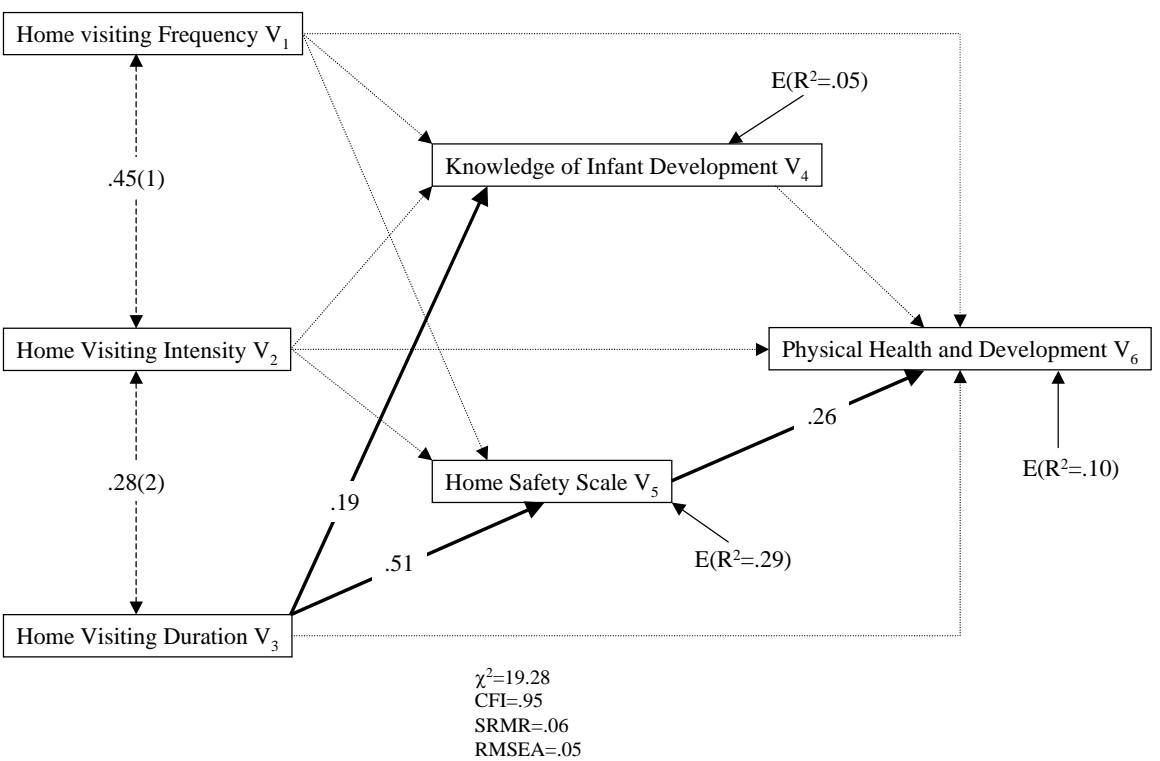 Home visiting Frequency V₁
E(R²=.05)
Knowledge of Infant Development V₄
.45(1)
Home Visiting Intensity V₂
Physical Health and Development V₆
.26
E(R²=.10)
.28(2)
Home Safety Scale V₅
.19
E(R²=.29)
.51
Home Visiting Duration V₃
χ²=19.28
CFI=.95
SRMR=.06
RMSEA=.05